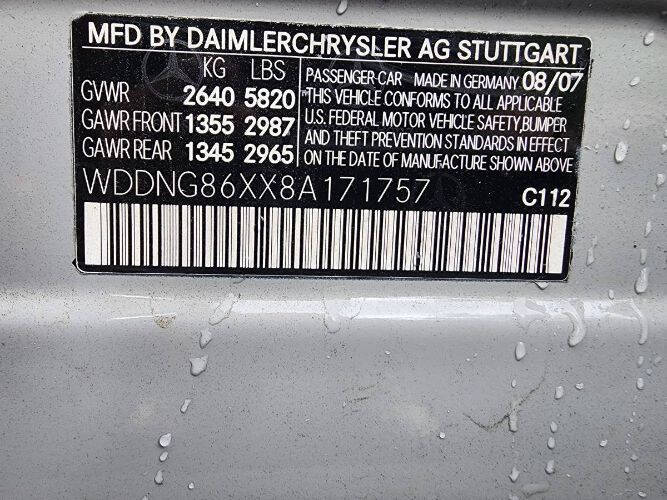 MFD BY DAIMLERCHRYSLER AG STUTTGART
KG LBS
GVWR 2640 5820
GAWR FRONT 1355 2987
GAWR REAR 1345 2965
PASSENGER CAR MADE IN GERMANY 08/07
"THIS VEHICLE CONFORMS TO ALL APPLICABLE
U.S. FEDERAL MOTOR VEHICLE SAFETY, BUMPER
AND THEFT PREVENTION STANDARDS IN EFFECT
ON THE DATE OF MANUFACTURE SHOWN ABOVE
WDDNG86XX8A171757
C112